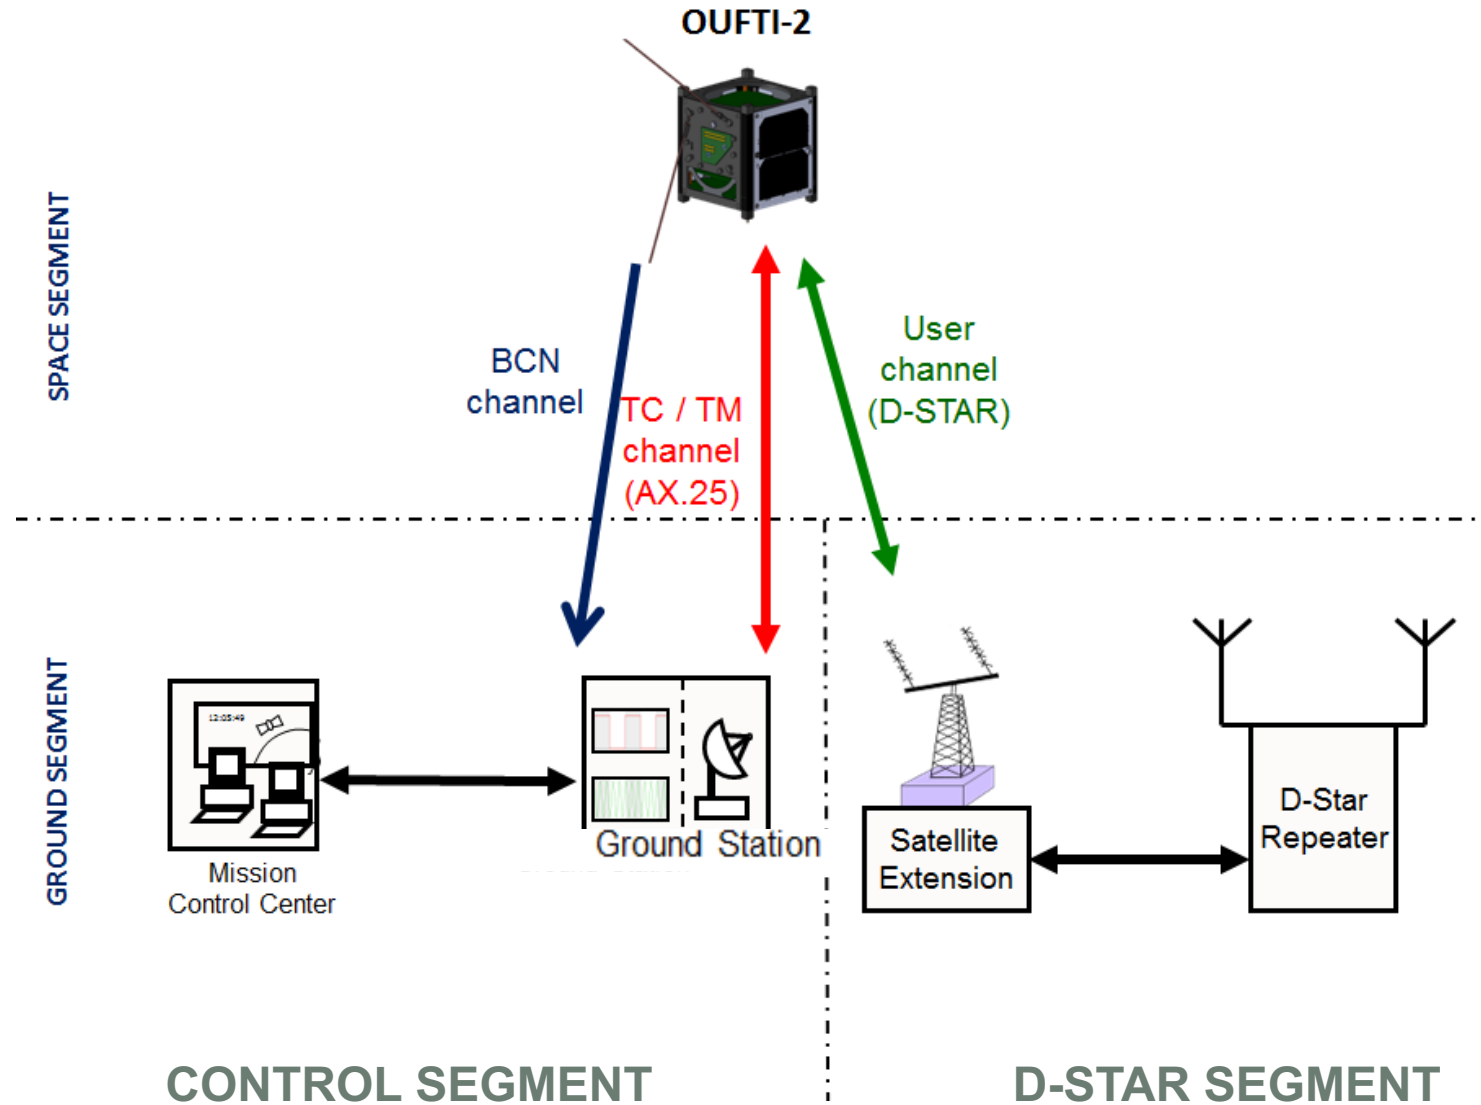 OUFTI-2
SPACE SEGMENT
BCN
channel
TC / TM
channel
(AX.25)
User
channel
(D-STAR)
GROUND SEGMENT
12:05:49
Mission
Control Center
Ground Station
Satellite
Extension
D-Star
Repeater
CONTROL SEGMENT
D-STAR SEGMENT